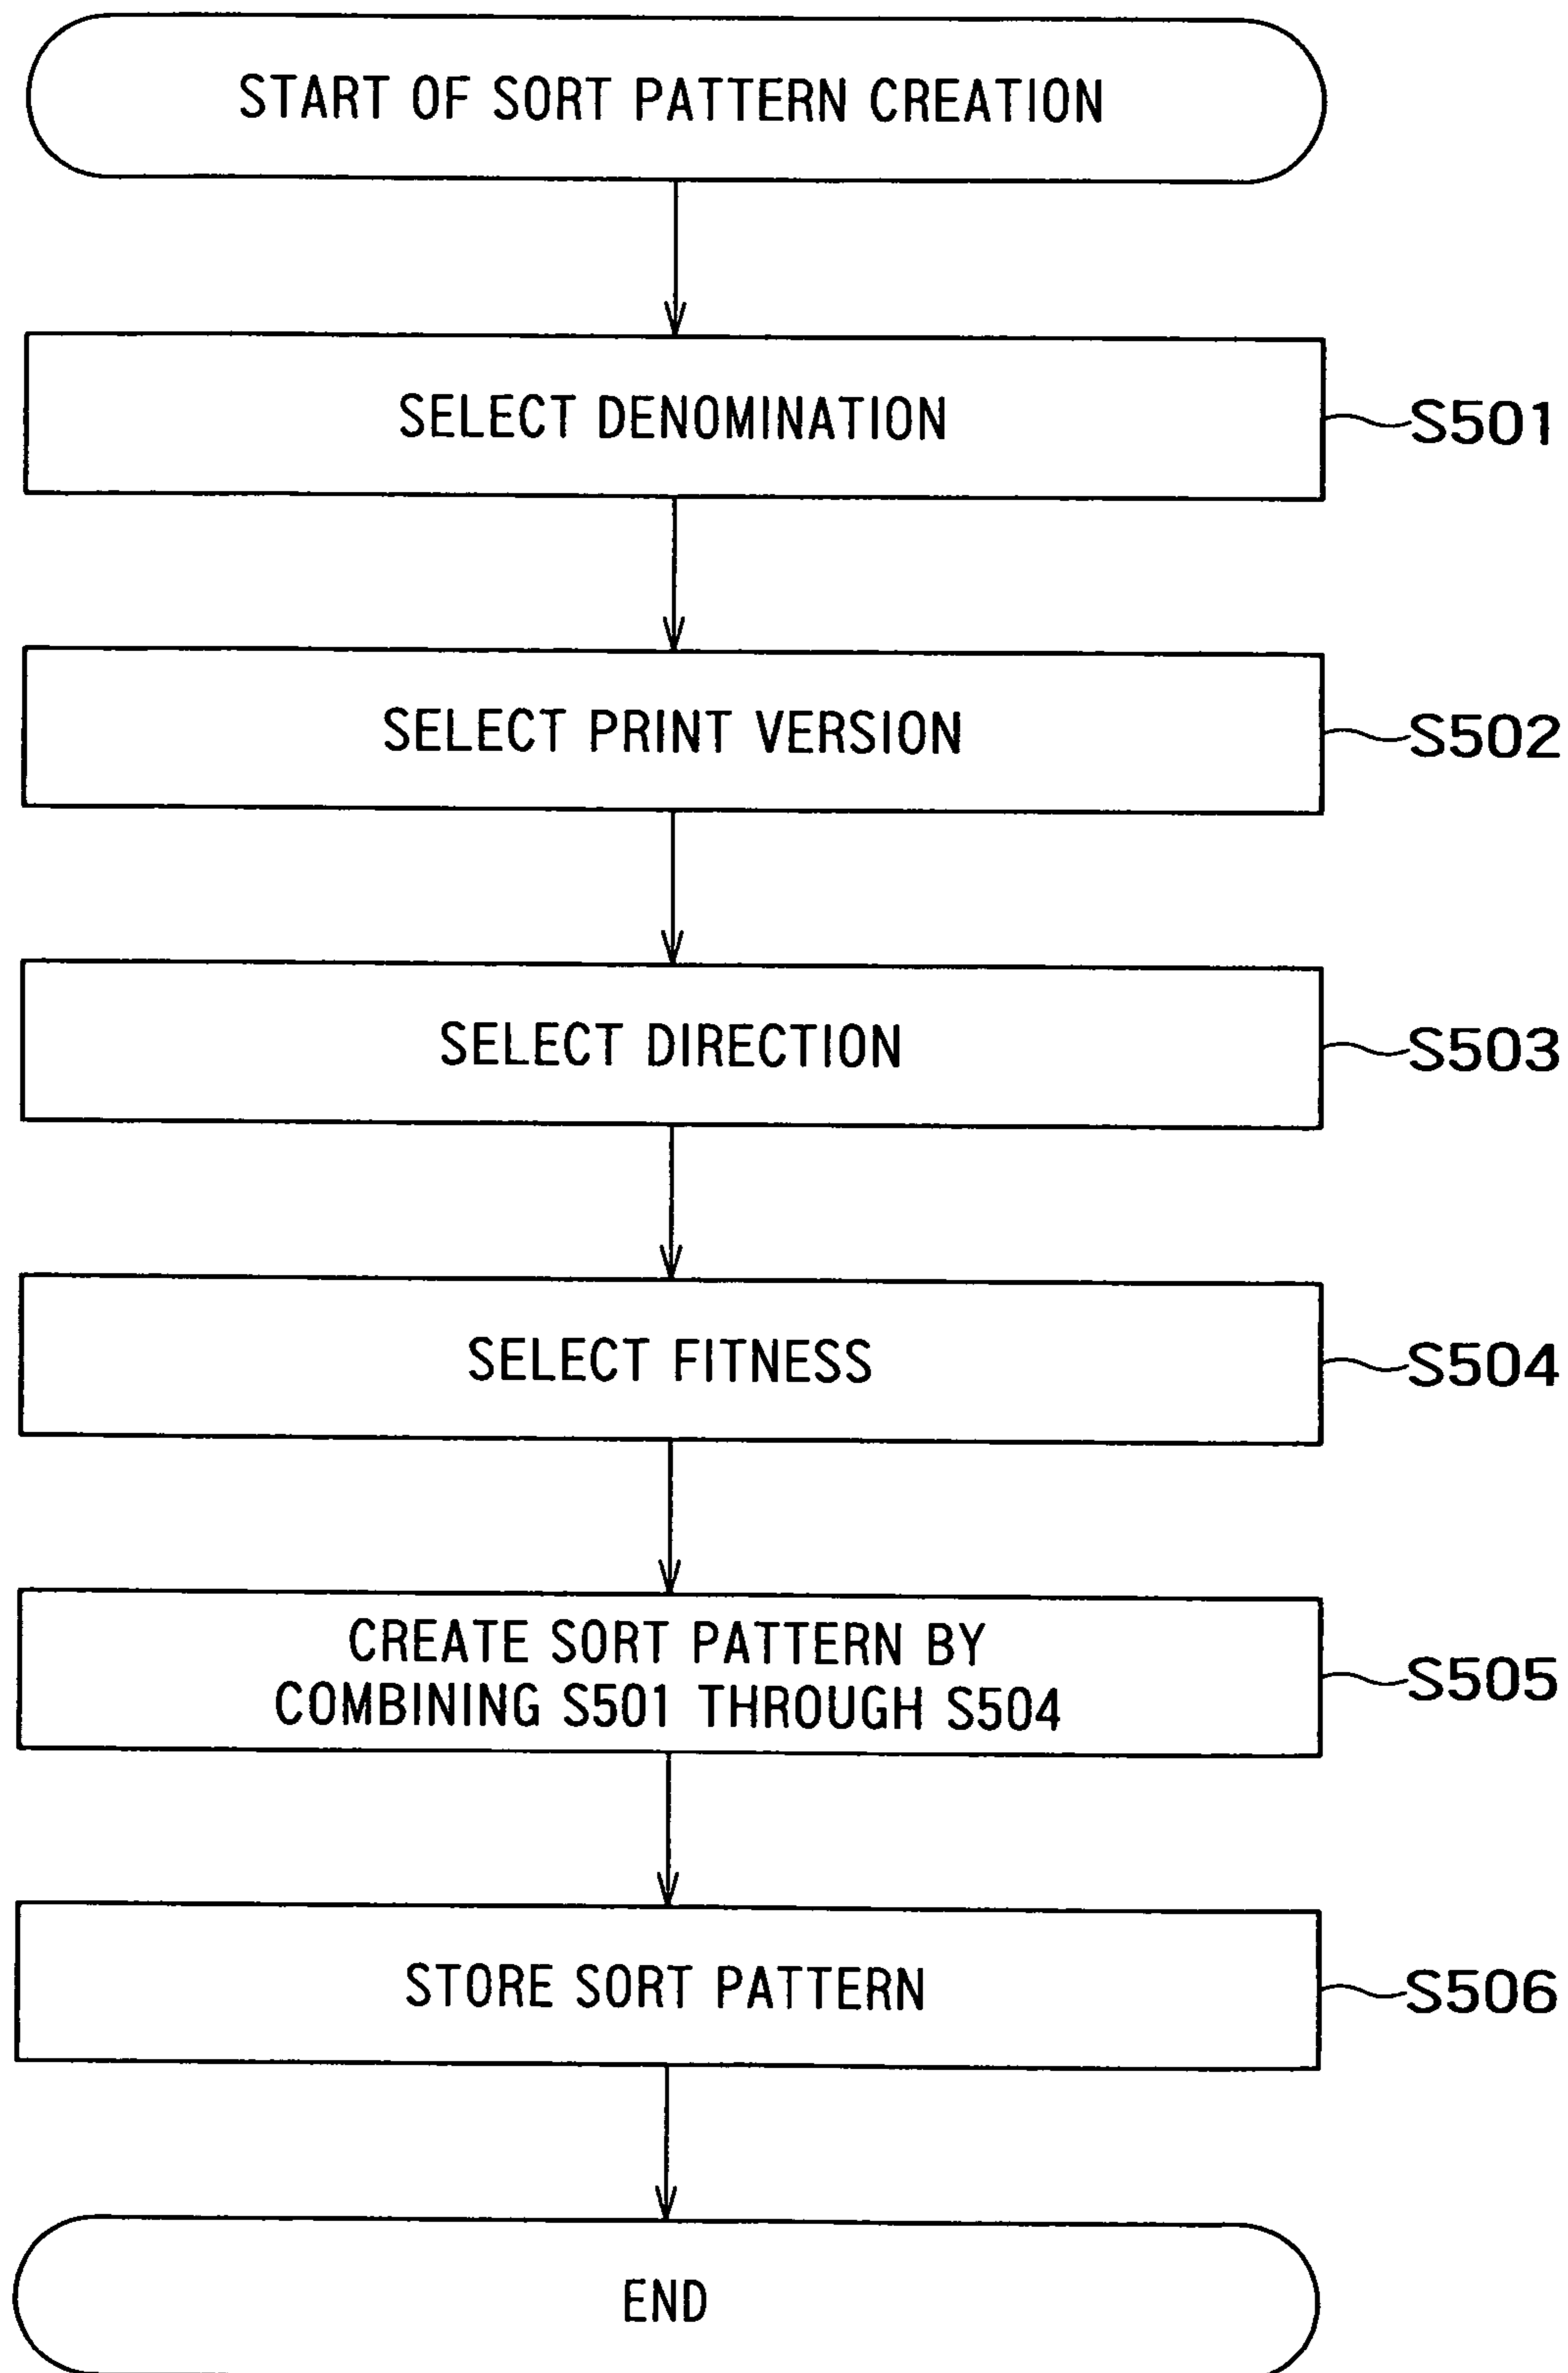 START OF SORT PATTERN CREATION
SELECT DENOMINATION
S501
SELECT PRINT VERSION
S502
SELECT DIRECTION
S503
SELECT FITNESS
S504
CREATE SORT PATTERN BY
COMBINING S501 THROUGH S504
S505
STORE SORT PATTERN
S506
END